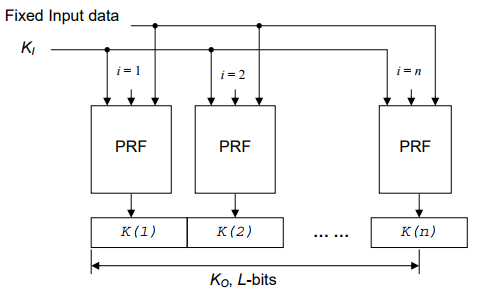 Fixed Input data
K_I
i = 1
i = 2
i = n
PRF
PRF
PRF
K(1)
K(2)
... ...
K(n)
K_O, L-bits